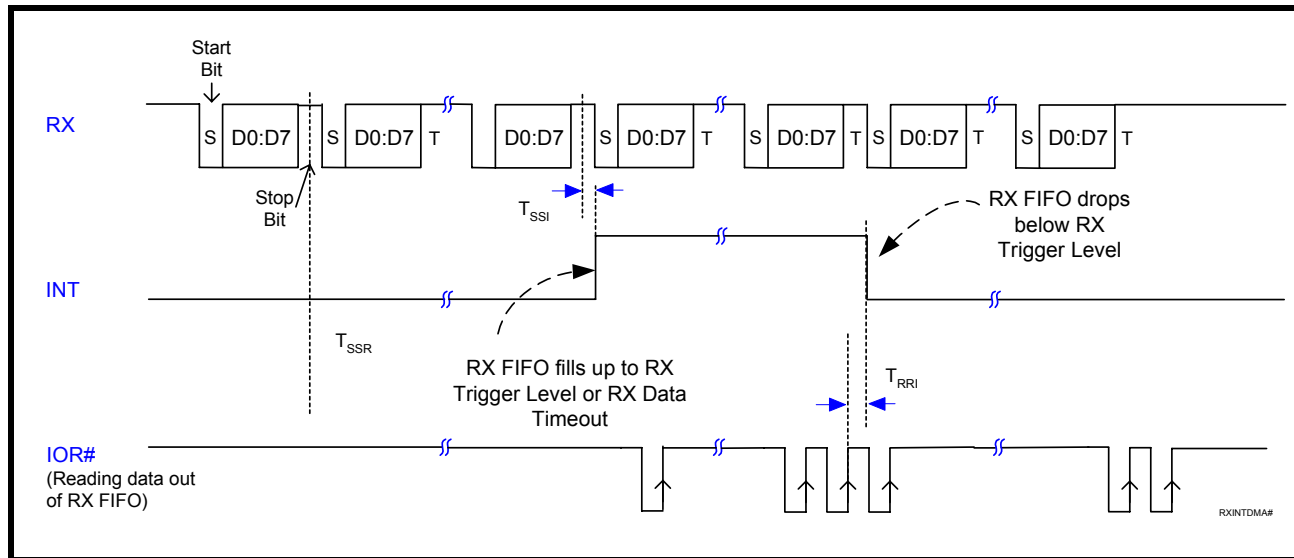 Start
Bit
RX
S D0:D7 S D0:D7 T D0:D7 S D0:D7 T S D0:D7 T S D0:D7 T S D0:D7 T
Stop
Bit
TSSI
RX FIFO drops
below RX
Trigger Level
INT
TSSR
RX FIFO fills up to RX
Trigger Level or RX Data
Timeout
TRRI
IOR#
(Reading data out
of RX FIFO)
RXINTDMA#